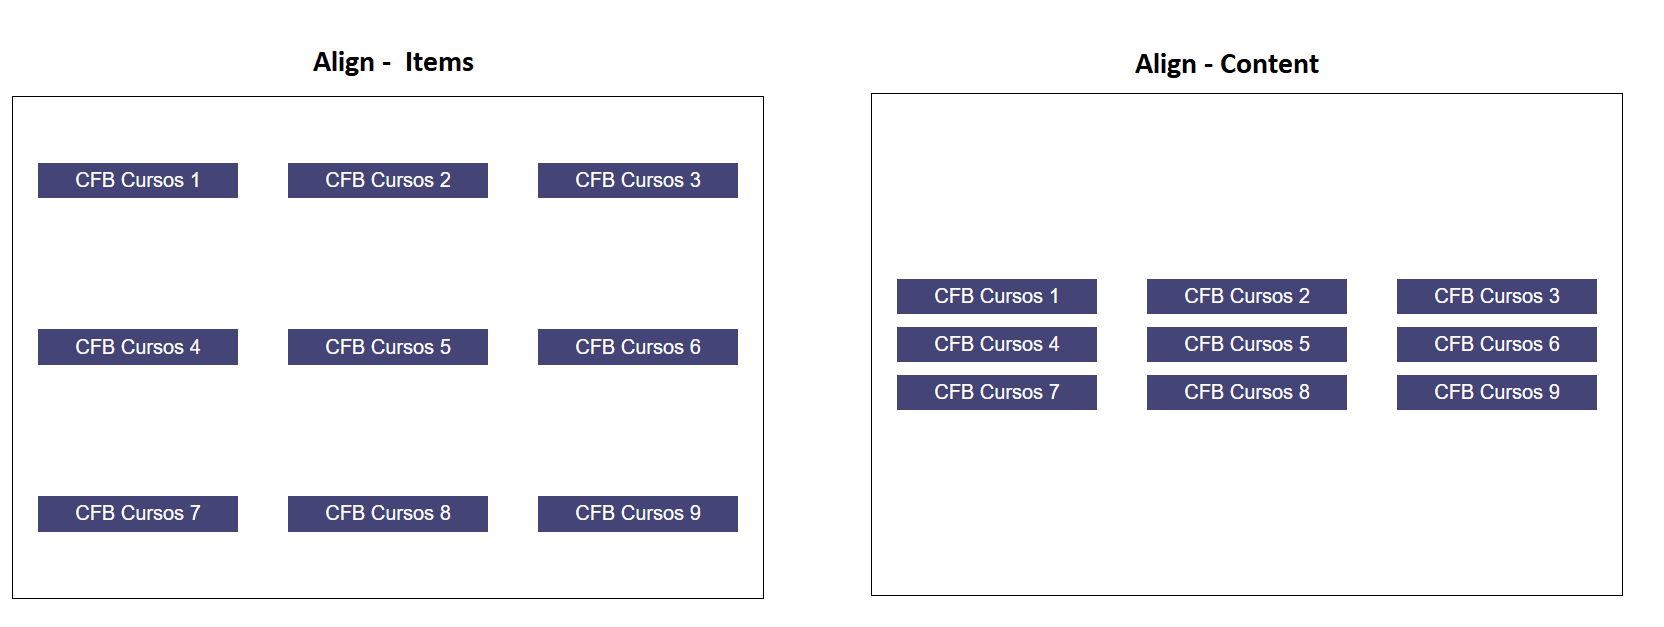 Align -  Items
CFB Cursos 1 CFB Cursos 2 CFB Cursos 3
CFB Cursos 4 CFB Cursos 5 CFB Cursos 6
CFB Cursos 7 CFB Cursos 8 CFB Cursos 9
Align - Content
CFB Cursos 1 CFB Cursos 2 CFB Cursos 3
CFB Cursos 4 CFB Cursos 5 CFB Cursos 6
CFB Cursos 7 CFB Cursos 8 CFB Cursos 9